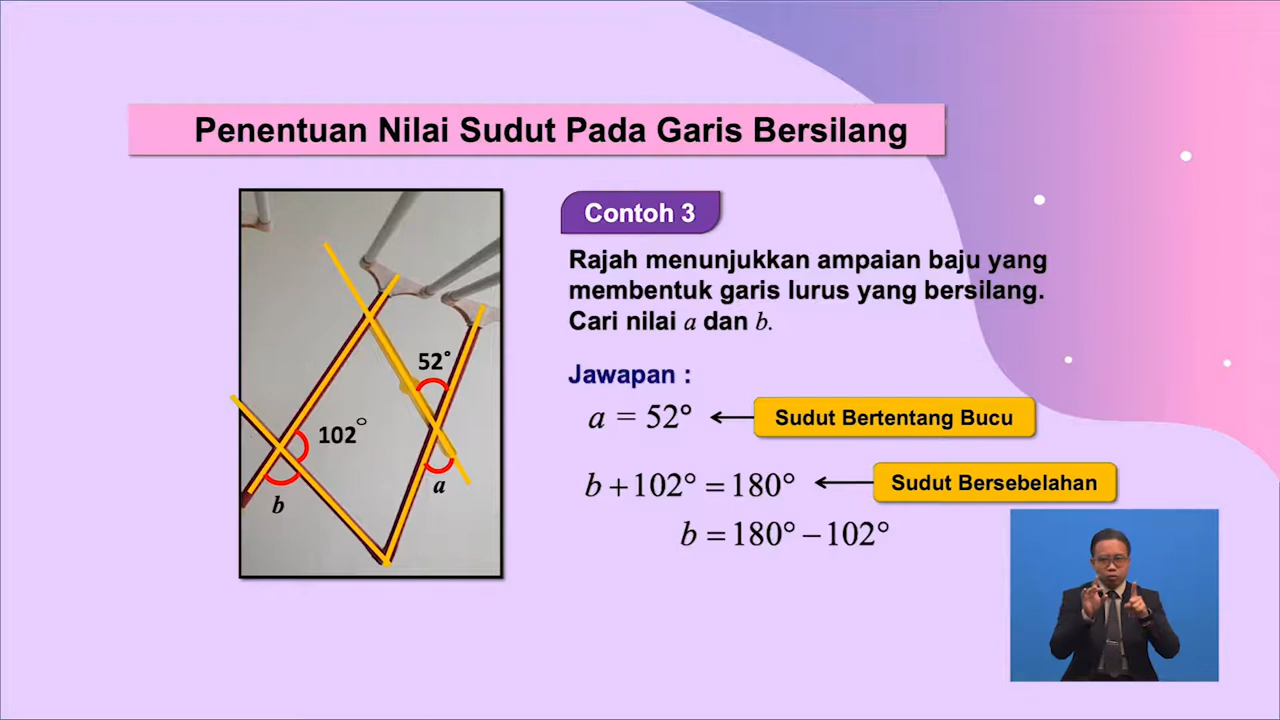 Penentuan Nilai Sudut Pada Garis Bersilang
Contoh 3
Rajah menunjukkan ampaian baju yang
membentuk garis lurus yang bersilang.
Cari nilai a dan b.
52°
102°
b
a
Jawapan :
a = 52° ← Sudut Bertentang Bucu
b + 102° = 180° ← Sudut Bersebelahan
b = 180° − 102°